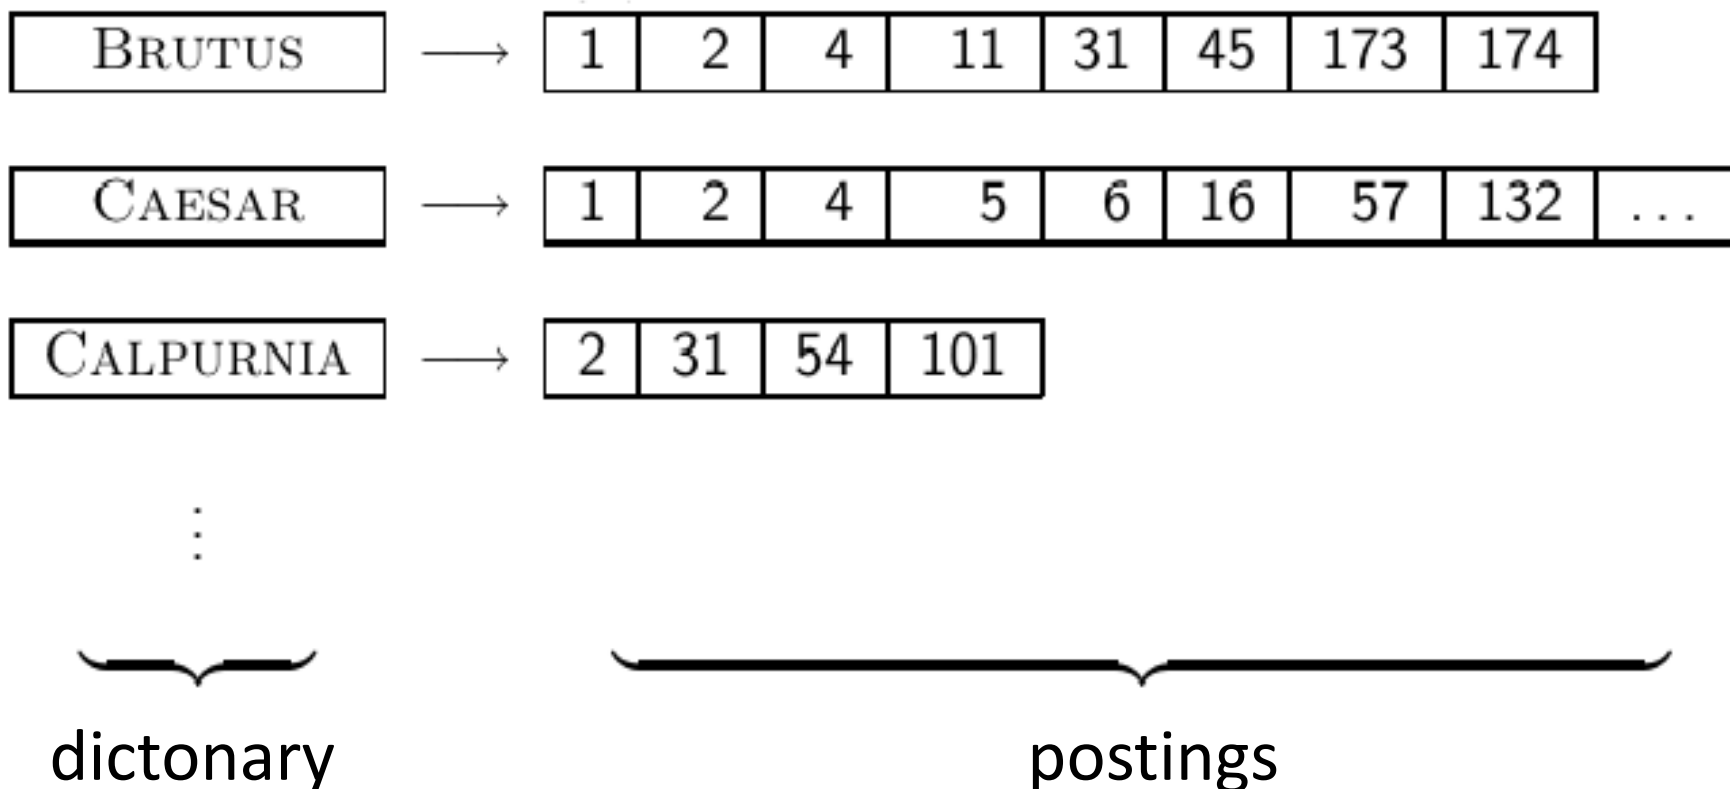 BRUTUS ⟶ 1 2 4 11 31 45 173 174
CAESAR ⟶ 1 2 4 5 6 16 57 132 ...
CALPURNIA ⟶ 2 31 54 101
⋮
dictonary postings